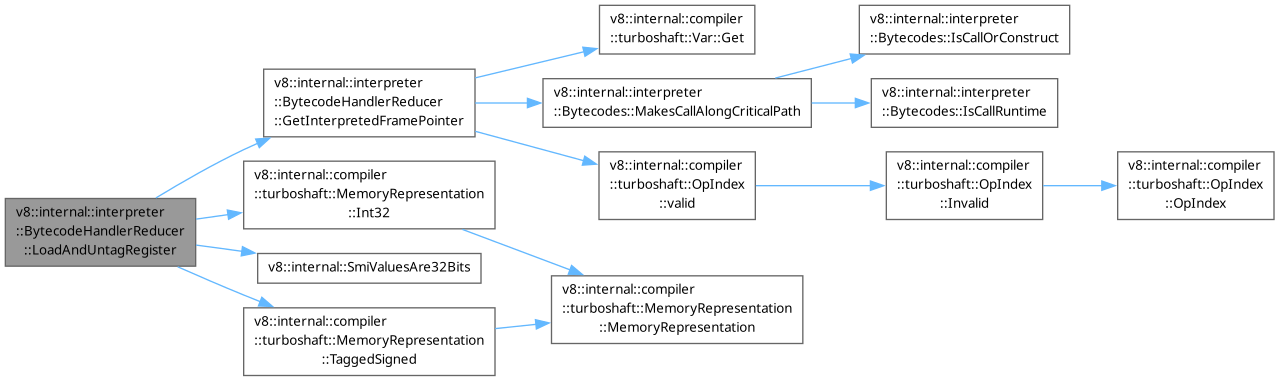 v8::internal::interpreter
::BytecodeHandlerReducer
::LoadAndUntagRegister
v8::internal::interpreter
::BytecodeHandlerReducer
::GetInterpretedFramePointer
v8::internal::compiler
::turboshaft::Var::Get
v8::internal::interpreter
::Bytecodes::MakesCallAlongCriticalPath
v8::internal::interpreter
::Bytecodes::IsCallOrConstruct
v8::internal::interpreter
::Bytecodes::IsCallRuntime
v8::internal::compiler
::turboshaft::OpIndex
::valid
v8::internal::compiler
::turboshaft::OpIndex
::Invalid
v8::internal::compiler
::turboshaft::OpIndex
::OpIndex
v8::internal::compiler
::turboshaft::MemoryRepresentation
::Int32
v8::internal::compiler
::turboshaft::MemoryRepresentation
::MemoryRepresentation
v8::internal::SmiValuesAre32Bits
v8::internal::compiler
::turboshaft::MemoryRepresentation
::TaggedSigned